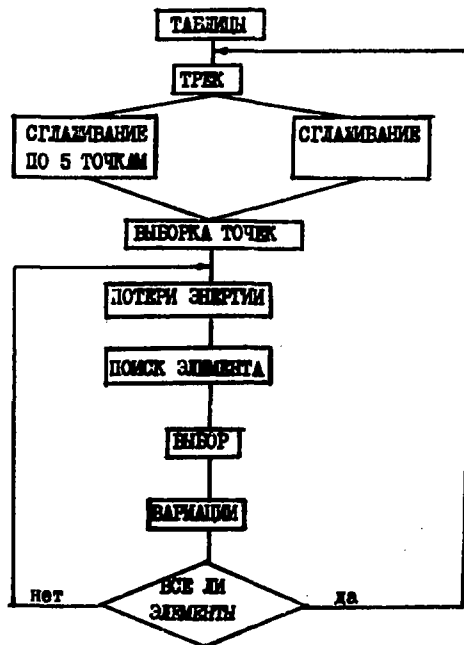 ТАБЛИЦЫ
ТРЕК
СГЛАЖИВАНИЕ
ПО 5 ТОЧКАМ
СГЛАЖИВАНИЕ
ВЫБОРКА ТОЧЕК
ПОТЕРИ ЭНЕРГИИ
ПОИСК ЭЛЕМЕНТА
ВЫБОР
ВАРИАЦИИ
ВСЕ ЛИ
ЭЛЕМЕНТЫ
нет
да